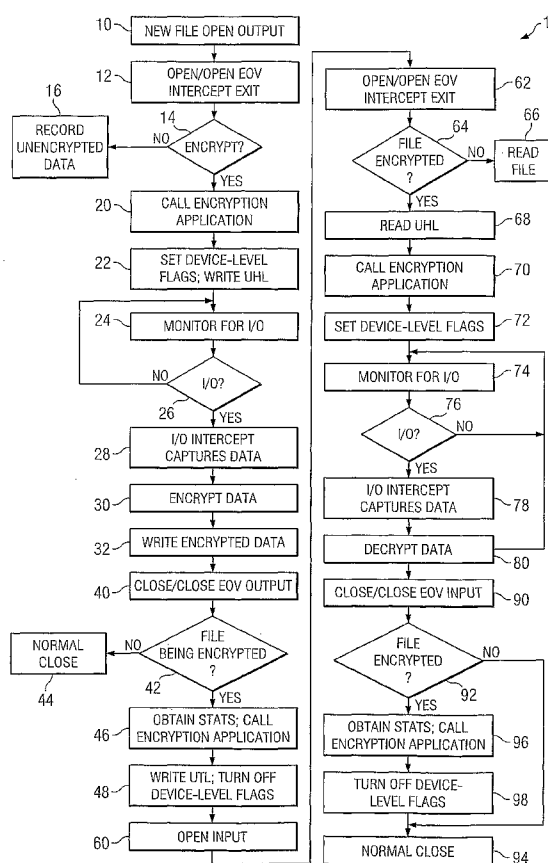 10
NEW FILE OPEN OUTPUT
12
OPEN/OPEN EOV
INTERCEPT EXIT
16
14
RECORD
UNENCRYPTED
DATA
NO
ENCRYPT?
YES
20
CALL ENCRYPTION
APPLICATION
22
SET DEVICE-LEVEL
FLAGS; WRITE UHL
24
MONITOR FOR I/O
NO
I/O?
26
YES
28
I/O INTERCEPT
CAPTURES DATA
30
ENCRYPT DATA
32
WRITE ENCRYPTED DATA
40
CLOSE/CLOSE EOV OUTPUT
NORMAL
CLOSE
44
NO
FILE
BEING ENCRYPTED
?
42
YES
46
OBTAIN STATS; CALL
ENCRYPTION APPLICATION
48
WRITE UTL; TURN OFF
DEVICE-LEVEL FLAGS
60
OPEN INPUT
1
OPEN/OPEN EOV
INTERCEPT EXIT
62
64
66
FILE
ENCRYPTED
?
NO
READ
FILE
YES
READ UHL
68
CALL ENCRYPTION
APPLICATION
70
SET DEVICE-LEVEL FLAGS
72
MONITOR FOR I/O
74
76
I/O?
NO
YES
I/O INTERCEPT
CAPTURES DATA
78
DECRYPT DATA
80
CLOSE/CLOSE EOV INPUT
90
FILE
ENCRYPTED
?
NO
92
YES
OBTAIN STATS; CALL
ENCRYPTION APPLICATION
96
TURN OFF DEVICE-
LEVEL FLAGS
98
NORMAL CLOSE
94